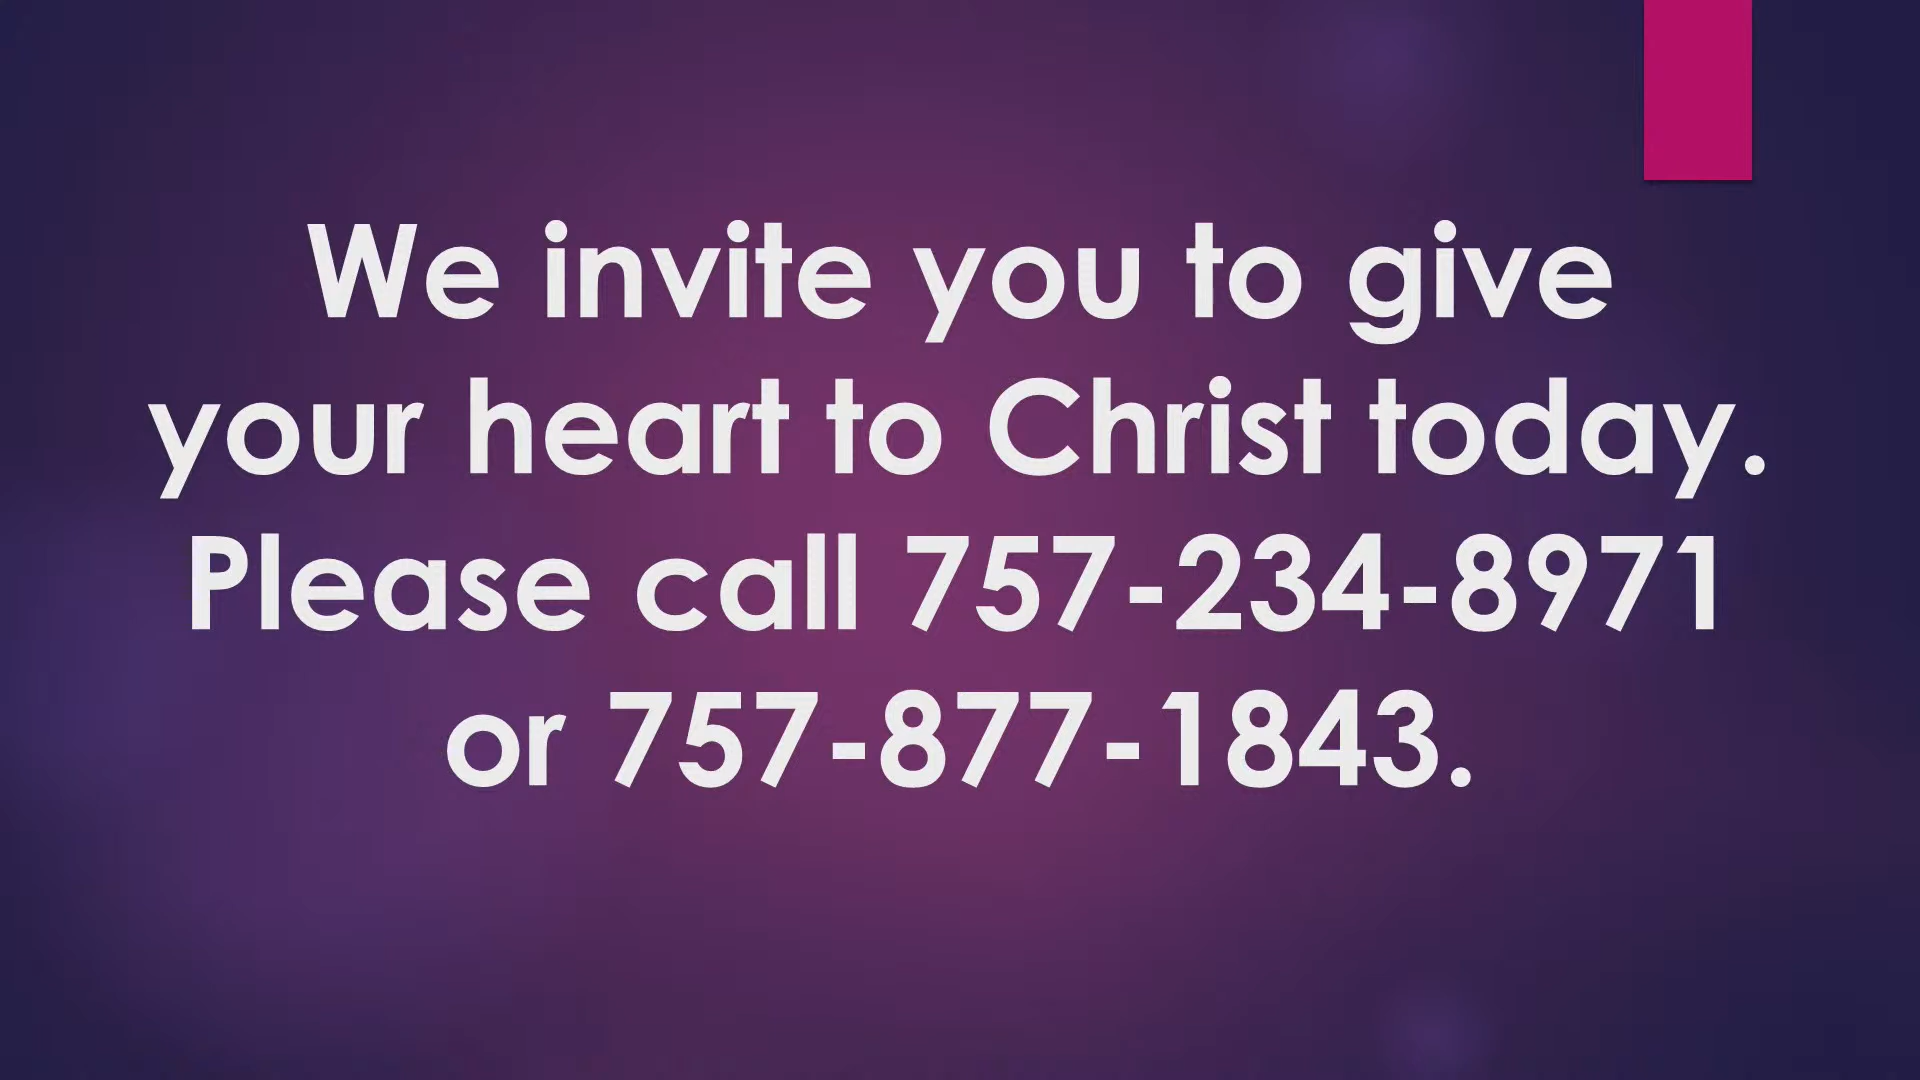 We invite you to give
your heart to Christ today.
Please call 757-234-8971
or 757-877-1843.